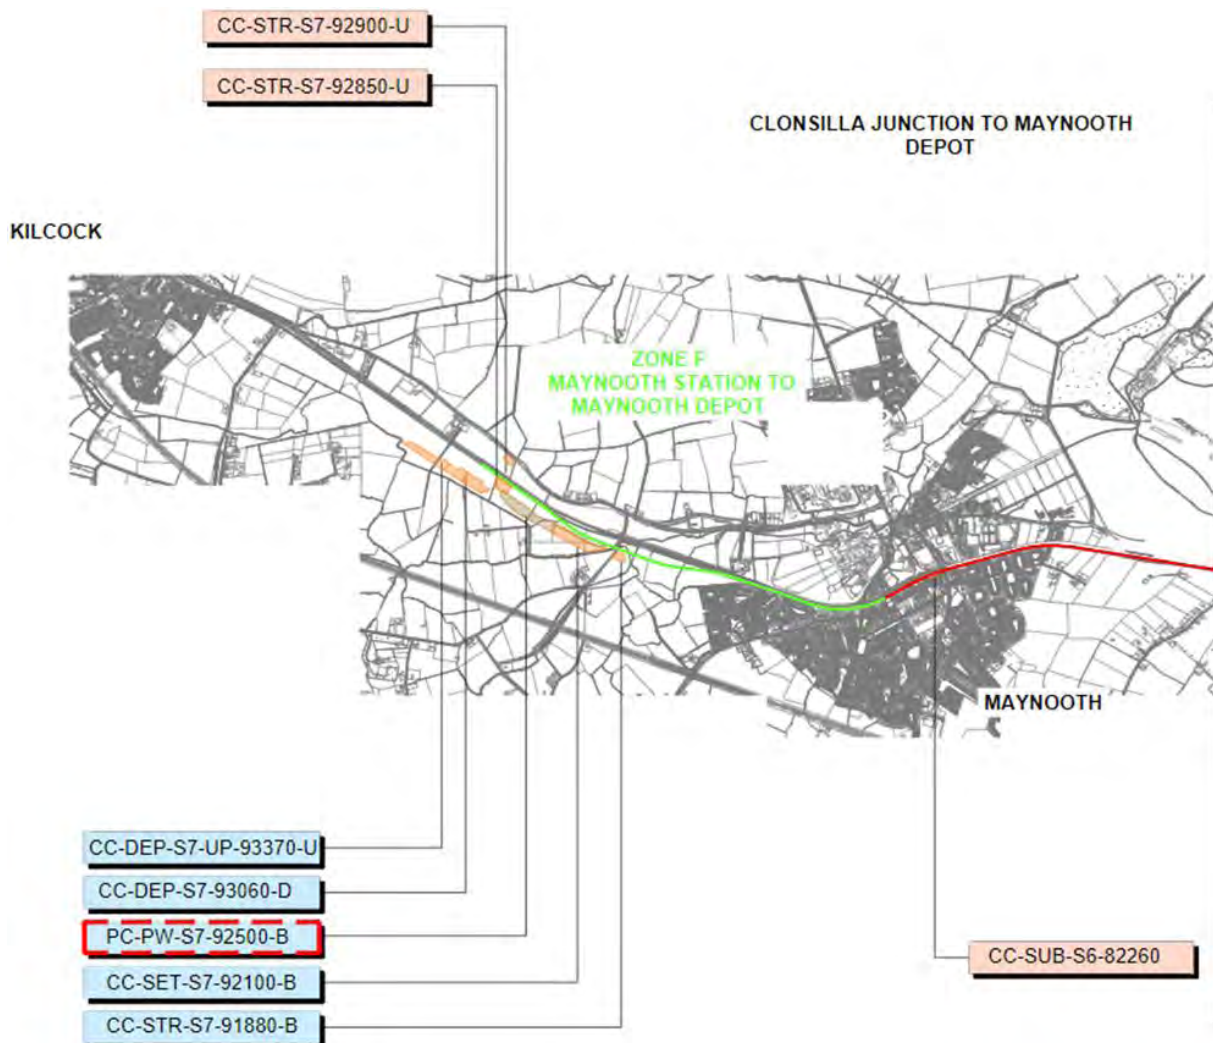 CC-STR-S7-92900-U
CC-STR-S7-92850-U
CLONSILLA JUNCTION TO MAYNOOTH
DEPOT
KILCOCK
ZONE F
MAYNOOTH STATION TO
MAYNOOTH DEPOT
MAYNOOTH
CC-DEP-S7-UP-93370-U
CC-DEP-S7-93060-D
PC-PW-S7-92500-B
CC-SET-S7-92100-B
CC-STR-S7-91880-B
CC-SUB-S6-82260